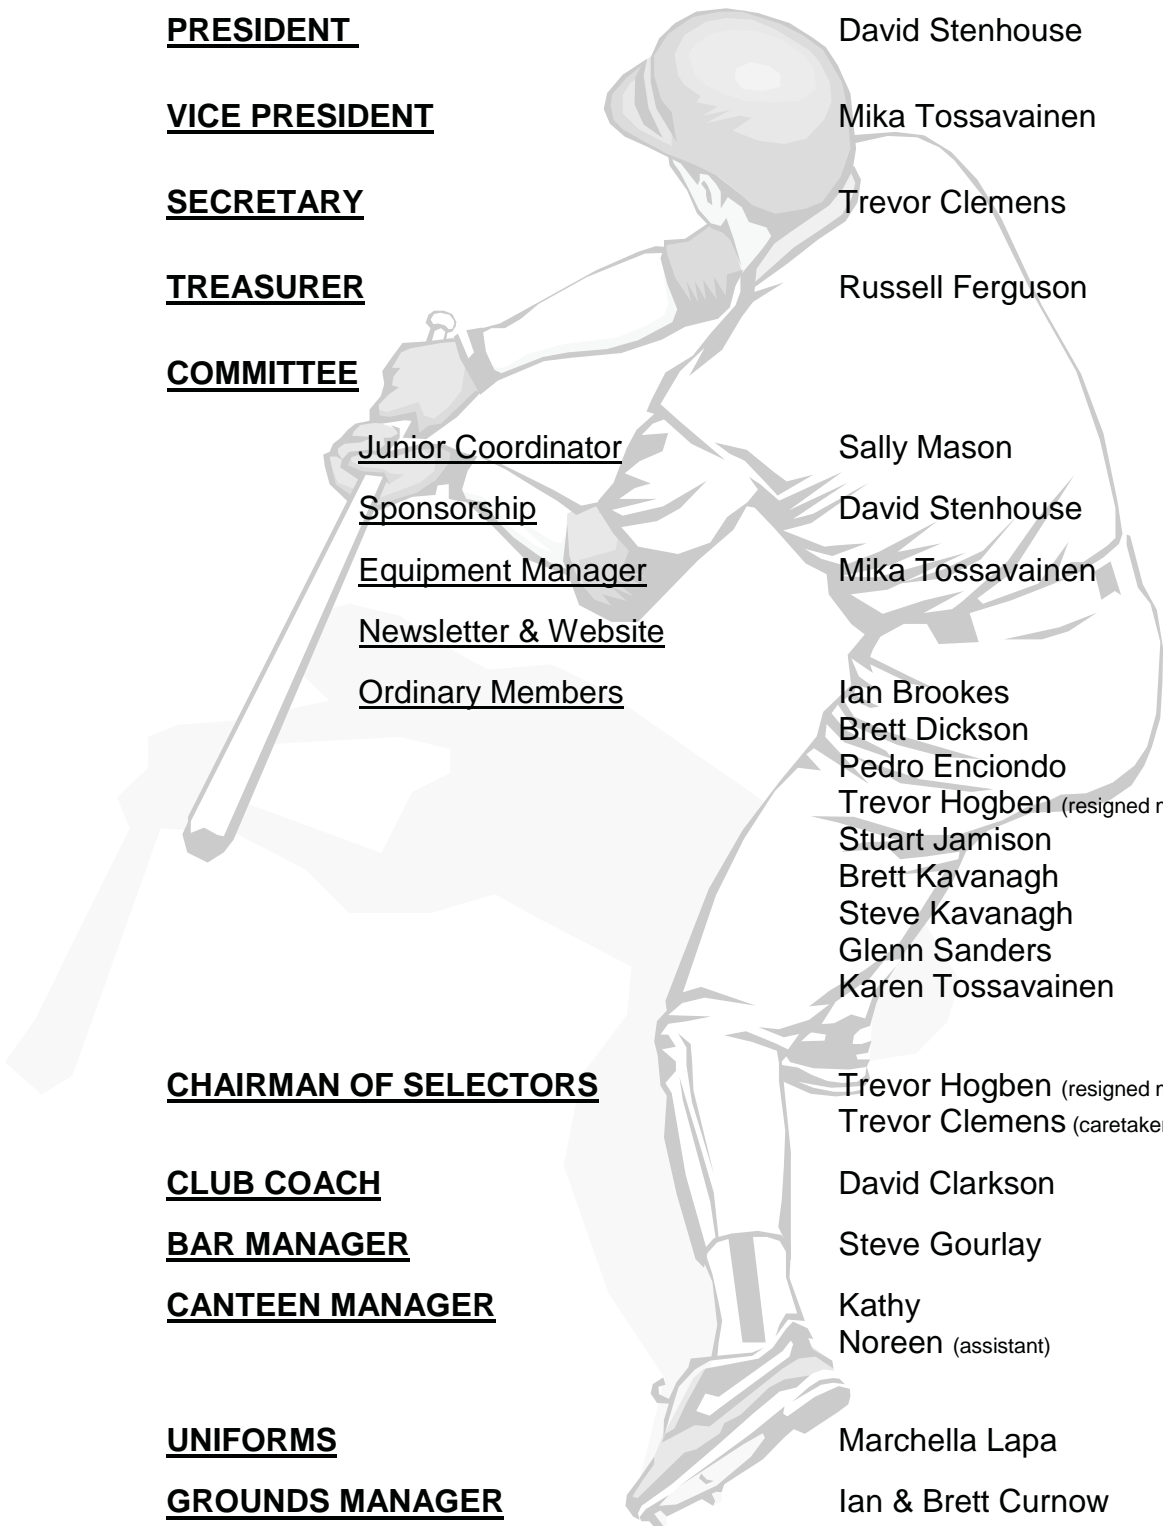 PRESIDENT David Stenhouse
VICE PRESIDENT Mika Tossavainen
SECRETARY Trevor Clemens
TREASURER Russell Ferguson
COMMITTEE
Junior Coordinator Sally Mason
Sponsorship David Stenhouse
Equipment Manager Mika Tossavainen
Newsletter & Website
Ordinary Members Ian Brookes
Brett Dickson
Pedro Enciondo
Trevor Hogben (resigned
Stuart Jamison
Brett Kavanagh
Steve Kavanagh
Glenn Sanders
Karen Tossavainen
CHAIRMAN OF SELECTORS Trevor Hogben (resigned
Trevor Clemens (caretaker
CLUB COACH David Clarkson
BAR MANAGER Steve Gourlay
CANTEEN MANAGER Kathy
Noreen (assistant)
UNIFORMS Marchella Lapa
GROUNDS MANAGER Ian & Brett Curnow